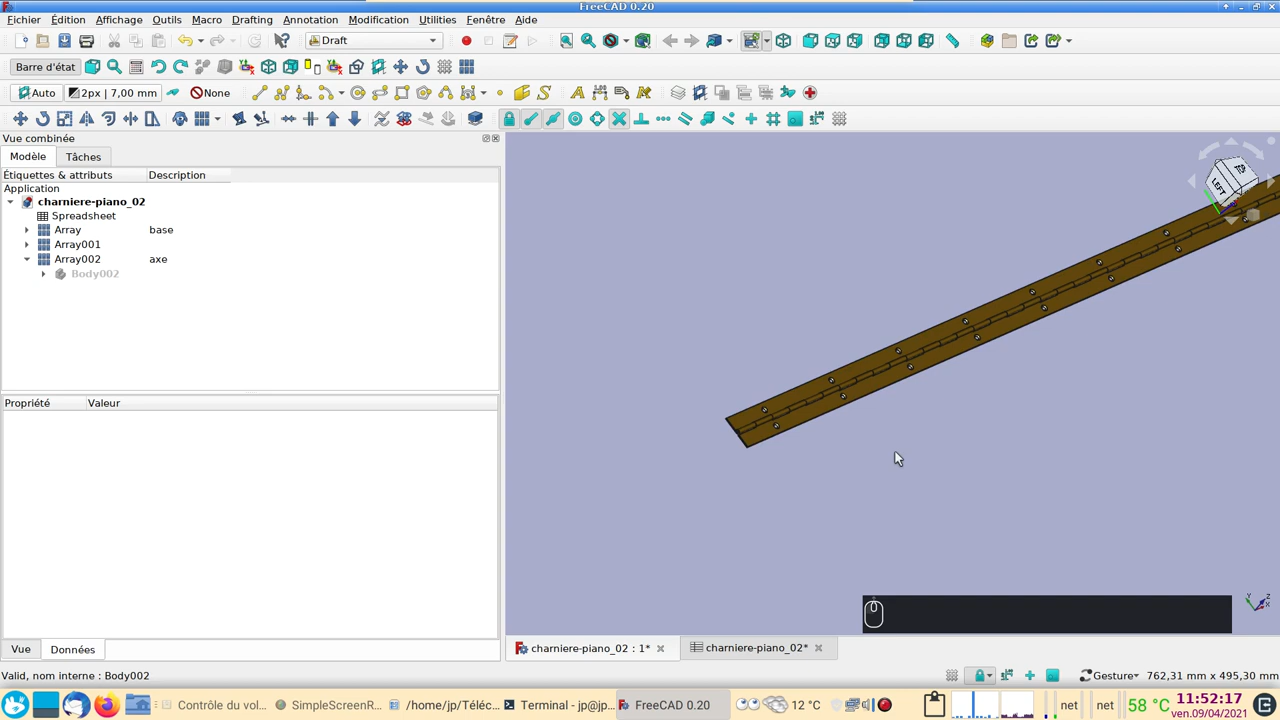 FreeCAD 0.20
Fichier Édition Affichage Outils Macro Drafting Annotation Modification Utilities Fenêtre Aide
Draft
Barre d'état
Auto 2px | 7,00 mm None
Vue combinée
Modèle Tâches
Étiquettes & attributs Description
Application
charniere-piano_02
Spreadsheet
Array base
Array001
Array002 axe
Body002
Propriété Valeur
TOP
LEFT
Z
X
Vue Données
charniere-piano_02 : 1* charniere-piano_02*
Valid, nom interne : Body002 Gesture 762,31 mm x 495,30 mm
Contrôle du vol... SimpleScreenR... /home/jp/Téléc... Terminal - jp@jp... FreeCAD 0.20 12 °C net net 58 °C 11:52:17
ven.09/04/2021